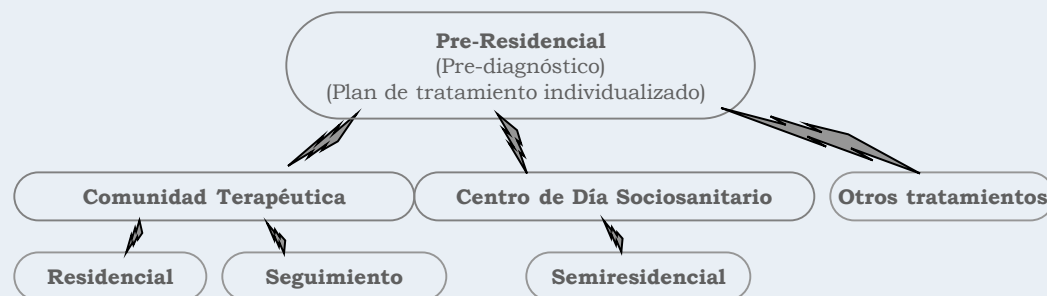 Pre-Residencial
(Pre-diagnóstico)
(Plan de tratamiento individualizado)
Comunidad Terapéutica
Centro de Día Sociosanitario
Otros tratamientos
Residencial
Seguimiento
Semiresidencial